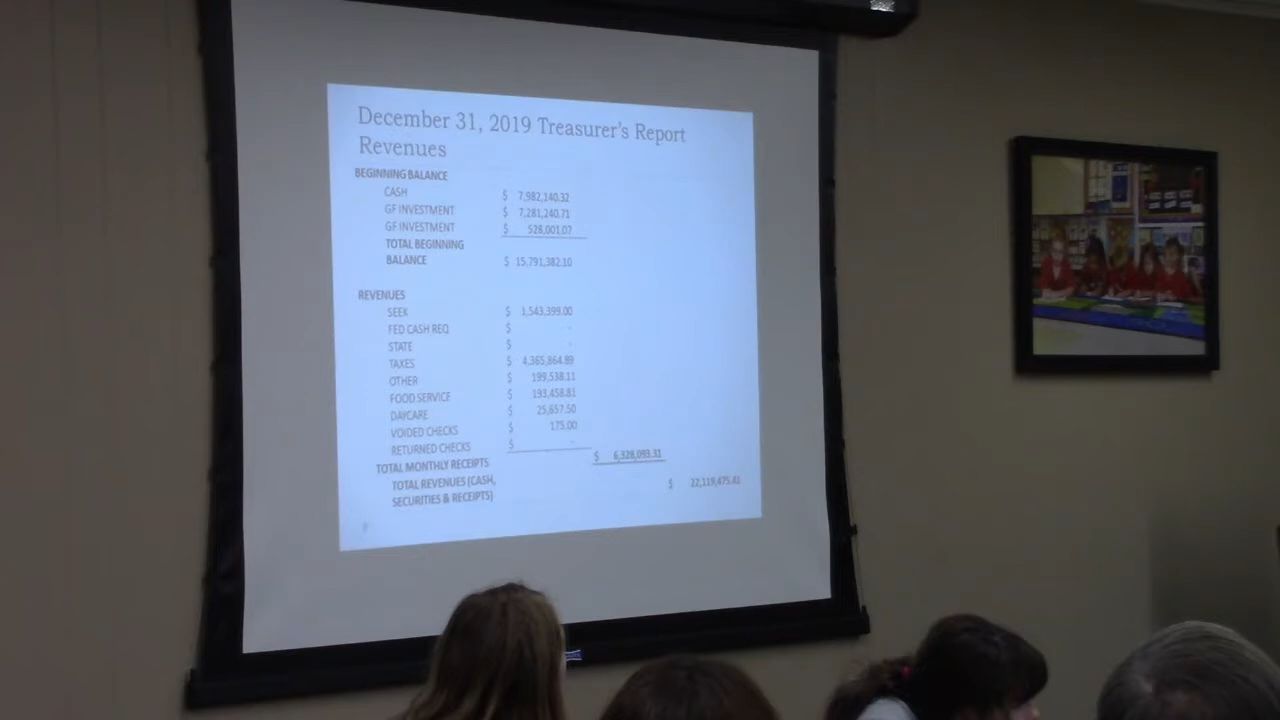 December 31, 2019 Treasurer's Report
Revenues
BEGINNING BALANCE
CASH $ 7,982,140.32
GF INVESTMENT $ 7,281,240.71
GF INVESTMENT $ 528,001.07
TOTAL BEGINNING
BALANCE $ 15,791,382.10
REVENUES
SEEK $ 1,543,399.00
FED CASH REQ $ -
STATE $ -
TAXES $ 4,365,864.89
OTHER $ 199,538.11
FOOD SERVICE $ 193,458.81
DAYCARE $ 25,657.50
VOIDED CHECKS $ 175.00
RETURNED CHECKS $ -
TOTAL MONTHLY RECEIPTS $ 6,328,093.31
TOTAL REVENUES (CASH,
SECURITIES & RECEIPTS) $ 22,119,475.41